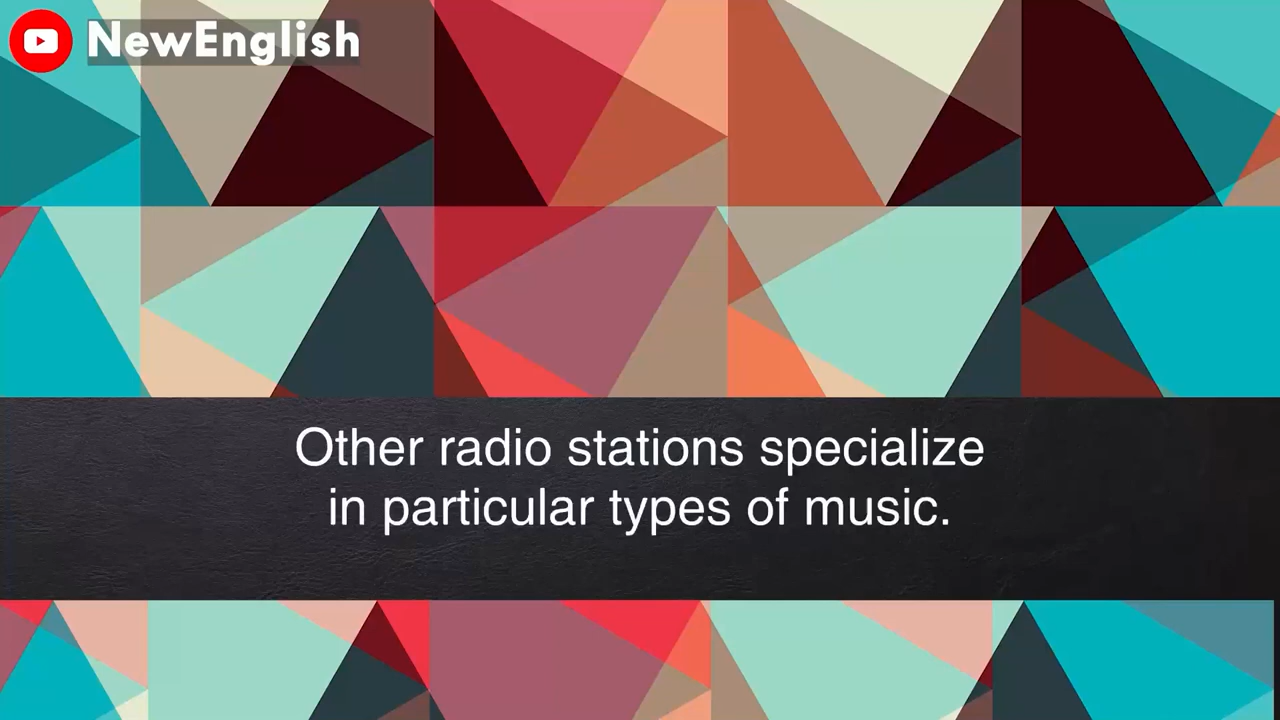 NewEnglish
Other radio stations specialize
in particular types of music.